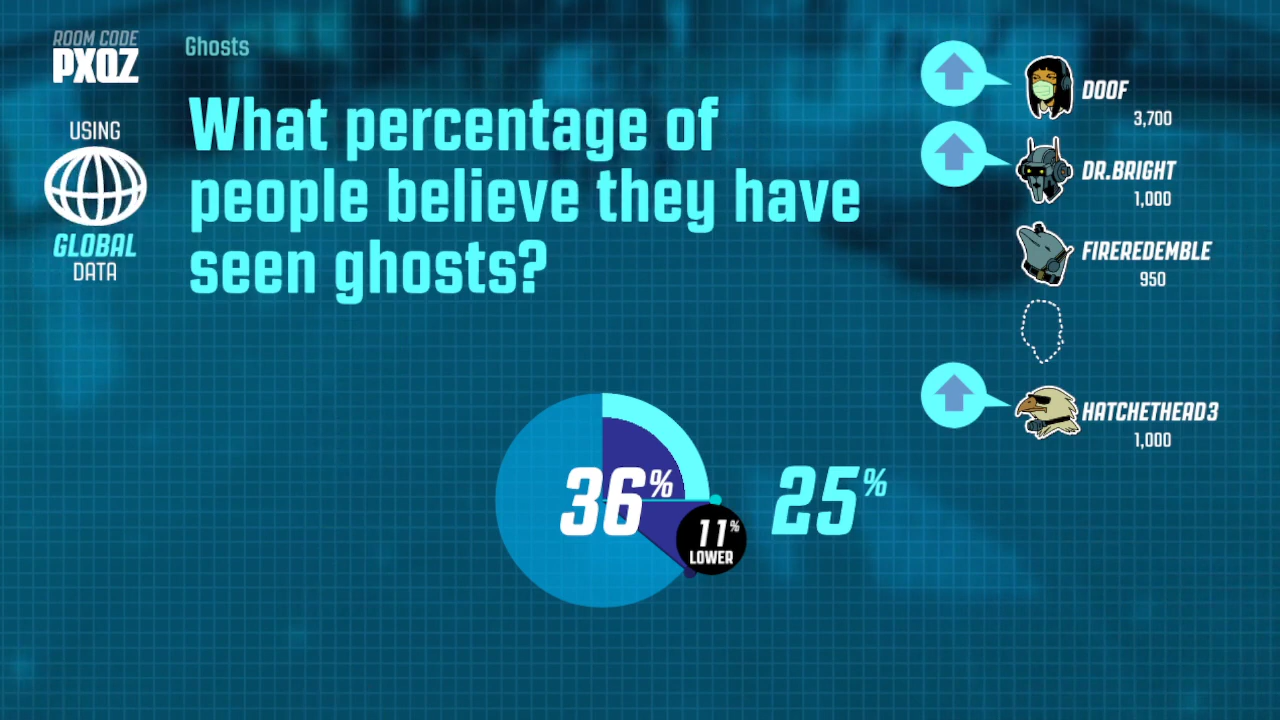 ROOM CODE
PXQZ
USING
GLOBAL
DATA
Ghosts
What percentage of
people believe they have
seen ghosts?
36%
11%
LOWER
25%
DOOF
3,700
DR.BRIGHT
1,000
FIREREDEMBLE
950
HATCHETHEAD3
1,000